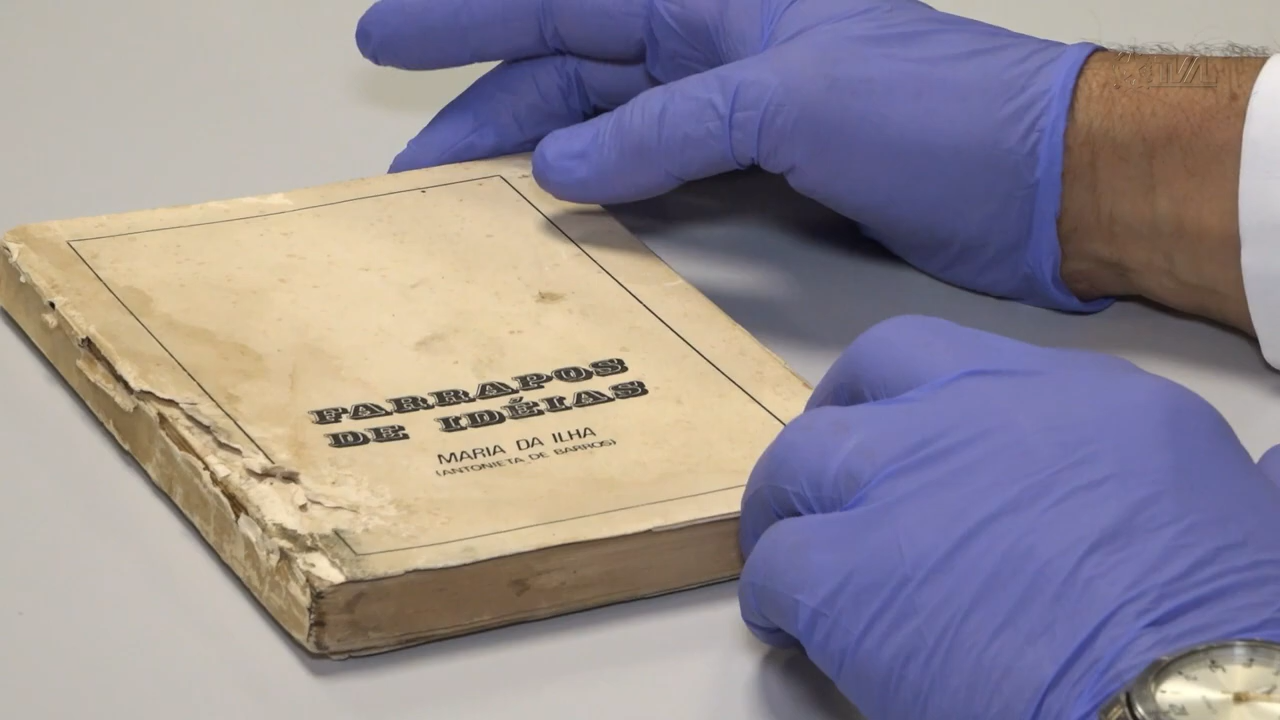 FARRAPOS
DE IDÉIAS
MARIA DA ILHA
(ANTONIETA DE BARROS)